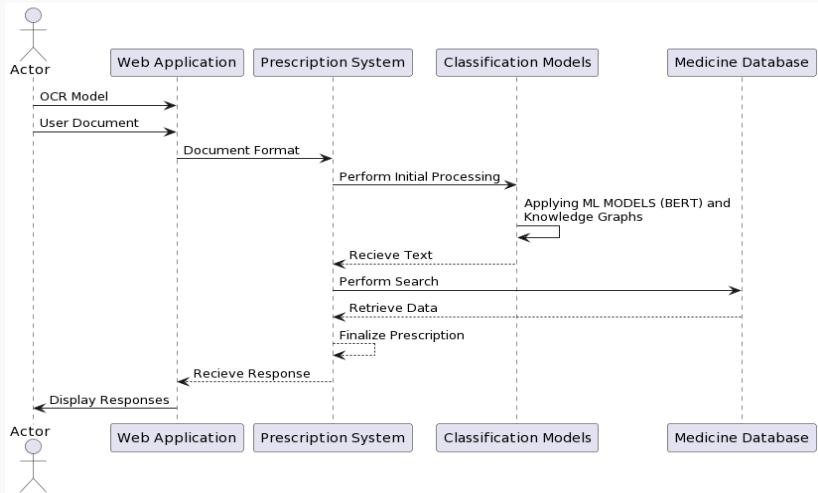 Actor
Web Application
Prescription System
Classification Models
Medicine Database
OCR Model
User Document
Document Format
Perform Initial Processing
Applying ML MODELS (BERT) and
Knowledge Graphs
Recieve Text
Perform Search
Retrieve Data
Finalize Prescription
Recieve Response
Display Responses
Actor
Web Application
Prescription System
Classification Models
Medicine Database